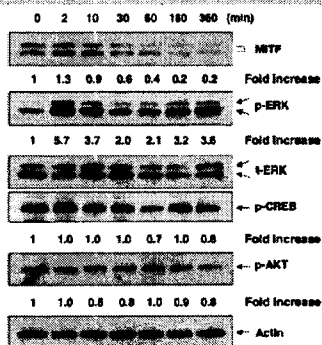 0 2 10 30 60 180 360 (min)
MITF
1 1.3 0.9 0.6 0.4 0.2 0.2 Fold Increase
p-ERK
1 5.7 3.7 2.0 2.1 3.2 3.5 Fold Increase
t-ERK
p-CREB
1 1.0 1.0 1.0 0.7 1.0 0.8 Fold Increase
p-AKT
1 1.0 0.8 0.8 1.0 0.9 0.8 Fold Increase
Actin